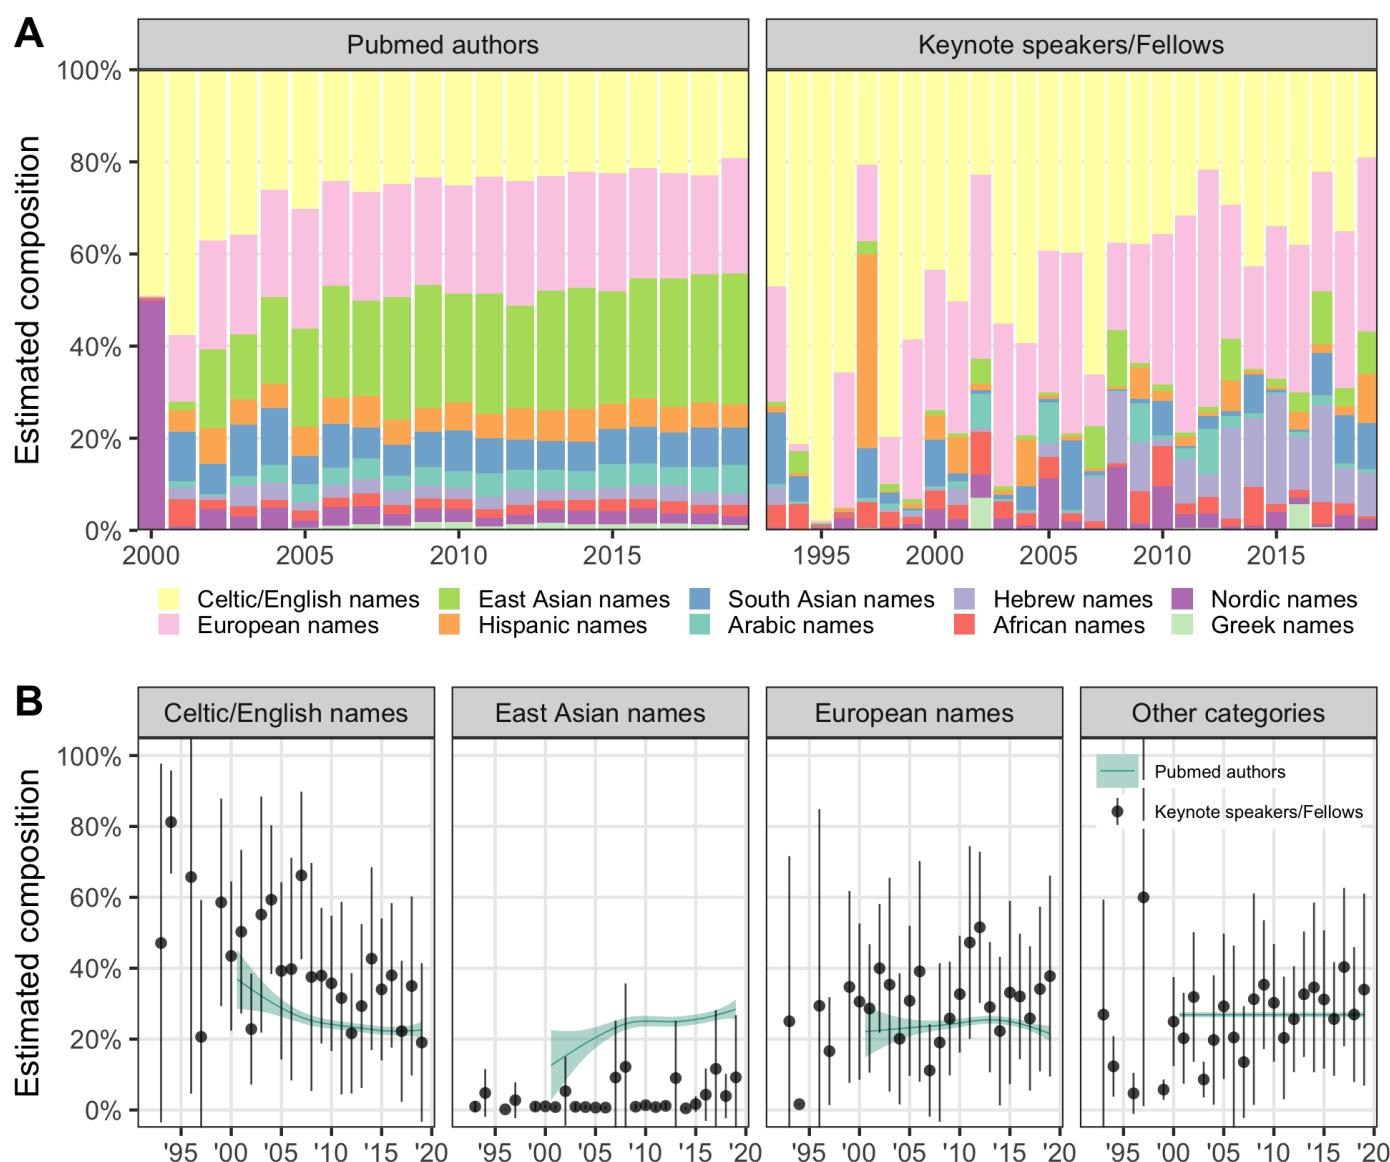 A
Pubmed authors
Keynote speakers/Fellows
Estimated composition
100%
80%
60%
40%
20%
0%
2000 2005 2010 2015
1995 2000 2005 2010 2015
Celtic/English names East Asian names South Asian names Hebrew names Nordic names
European names Hispanic names Arabic names African names Greek names
B
Celtic/English names
East Asian names
European names
Other categories
Estimated composition
100%
80%
60%
40%
20%
0%
Pubmed authors
Keynote speakers/Fellows
'95 '00 '05 '10 '15 '20
'95 '00 '05 '10 '15 '20
'95 '00 '05 '10 '15 '20
'95 '00 '05 '10 '15 '20